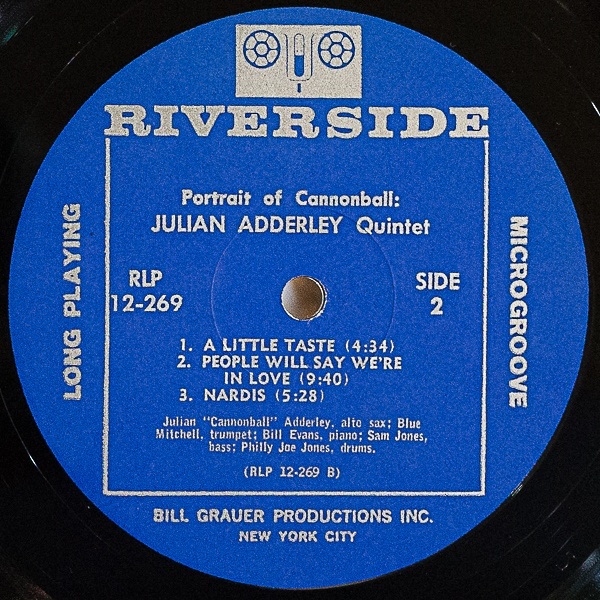 RIVERSIDE
Portrait of Cannonball:
JULIAN ADDERLEY Quintet
LONG PLAYING
RLP
12-269
SIDE
2
MICROGROOVE
1. A LITTLE TASTE (4:34)
2. PEOPLE WILL SAY WE'RE
IN LOVE (9:40)
3. NARDIS (5:28)
Julian "Cannonball" Adderley, alto sax; Blue
Mitchell, trumpet; Bill Evans, piano; Sam Jones,
bass; Philly Joe Jones, drums.
(RLP 12-269 B)
BILL GRAUER PRODUCTIONS INC.
NEW YORK CITY